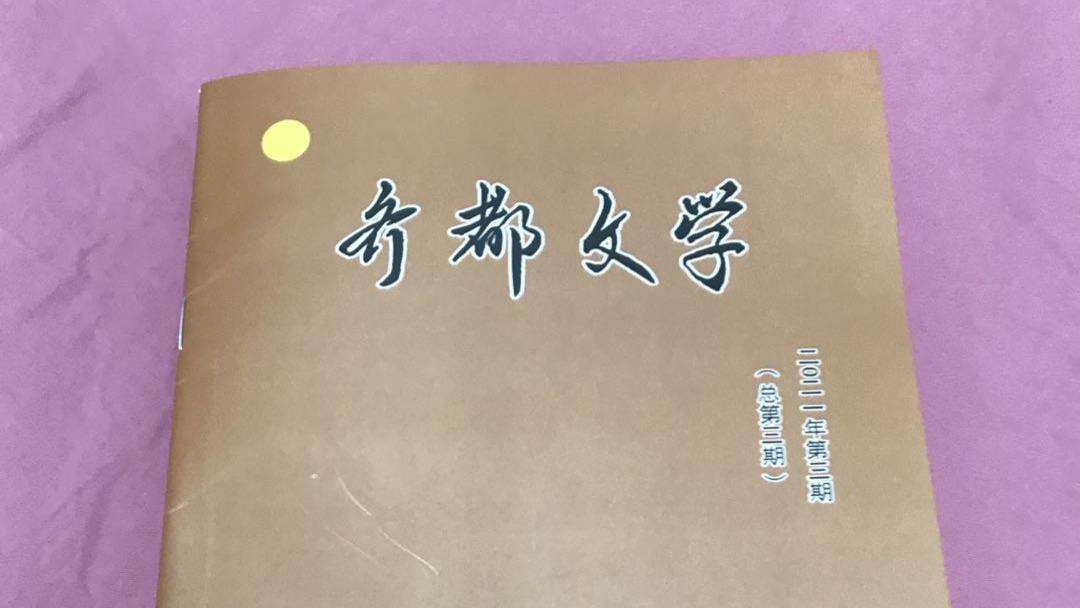 齐都文学
二〇二一年第三期
（总第三期）